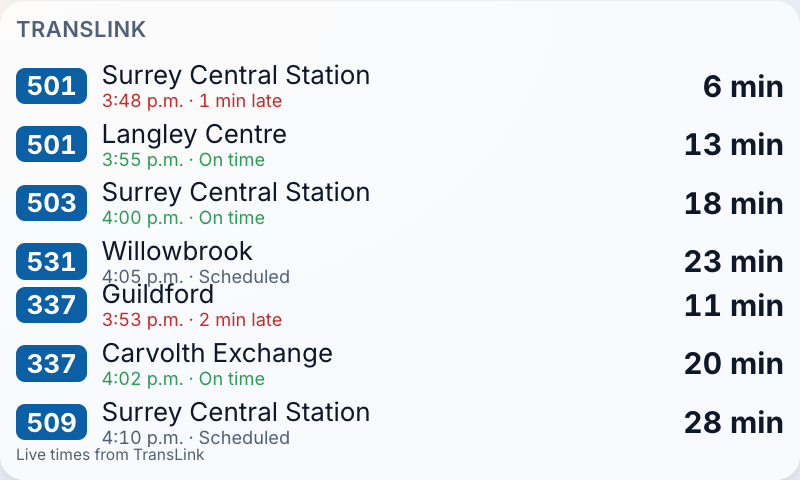 TRANSLINK
501 Surrey Central Station 6 min
3:48 p.m. · 1 min late
501 Langley Centre 13 min
3:55 p.m. · On time
503 Surrey Central Station 18 min
4:00 p.m. · On time
531 Willowbrook 23 min
4:05 p.m. · Scheduled
337 Guildford 11 min
3:53 p.m. · 2 min late
337 Carvolth Exchange 20 min
4:02 p.m. · On time
509 Surrey Central Station 28 min
4:10 p.m. · Scheduled
Live times from TransLink